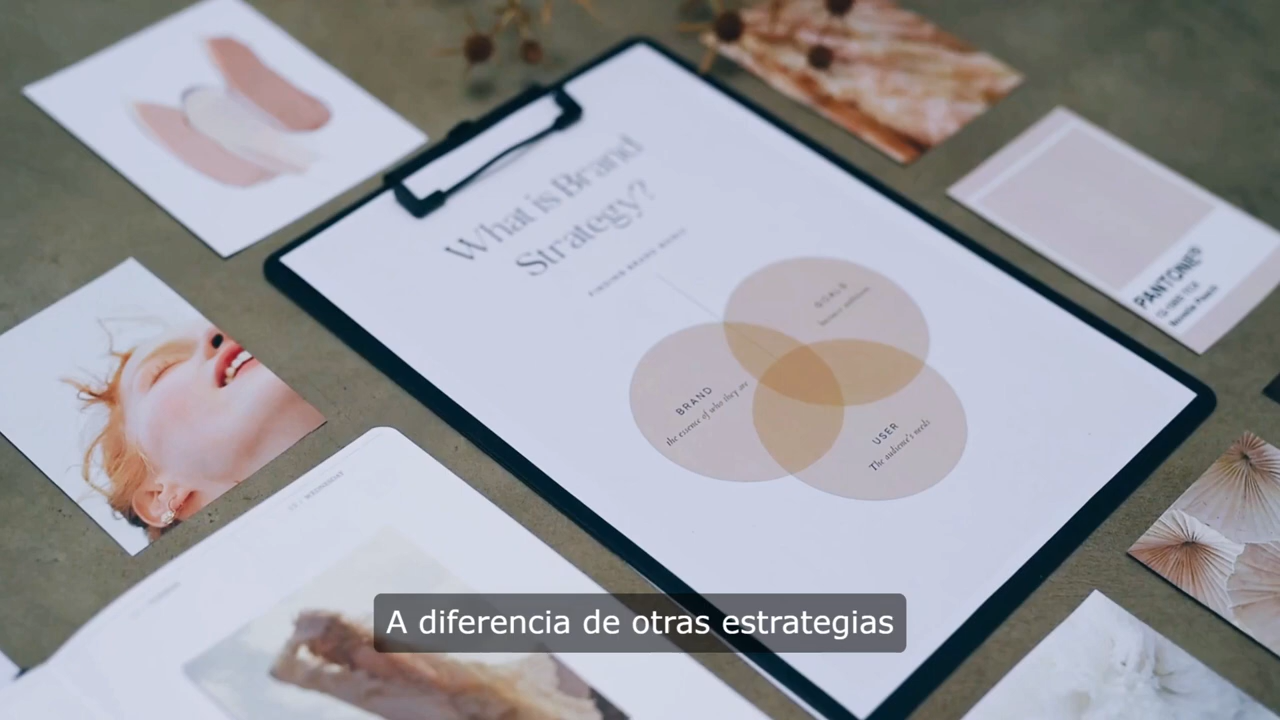 What is Brand
Strategy?
GOALS
BRAND
the essence of who they are
USER
The audience's needs
PANTONE®
A diferencia de otras estrategias